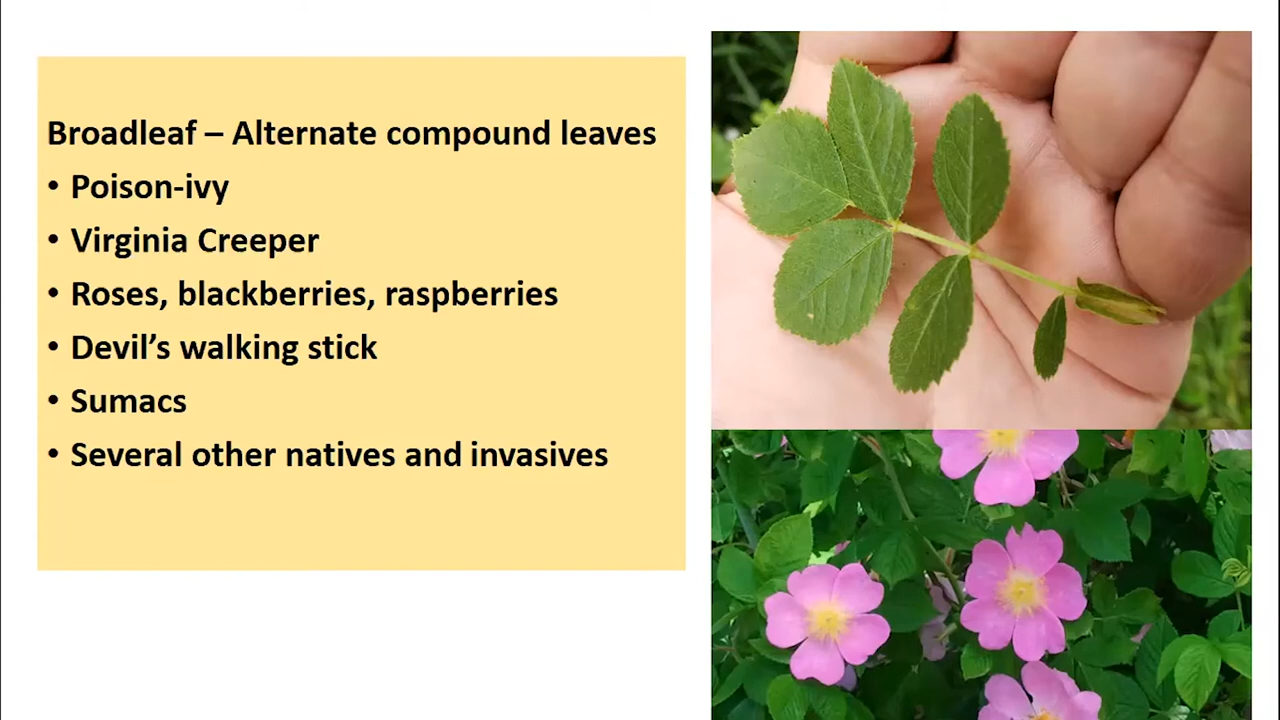 Broadleaf – Alternate compound leaves
• Poison-ivy
• Virginia Creeper
• Roses, blackberries, raspberries
• Devil’s walking stick
• Sumacs
• Several other natives and invasives